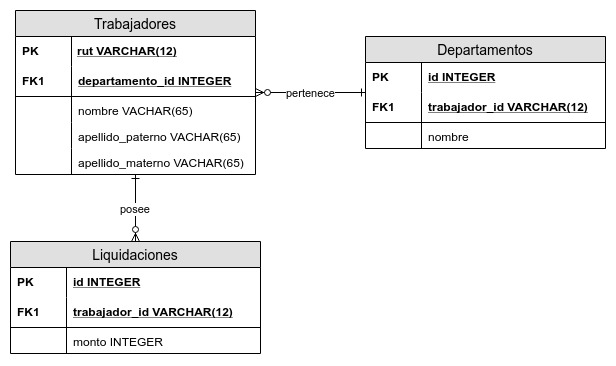 Trabajadores
PK rut VARCHAR(12)
FK1 departamento_id INTEGER
nombre VACHAR(65)
apellido_paterno VACHAR(65)
apellido_materno VACHAR(65)
pertenece
Departamentos
PK id INTEGER
FK1 trabajador_id VARCHAR(12)
nombre
posee
Liquidaciones
PK id INTEGER
FK1 trabajador_id VARCHAR(12)
monto INTEGER